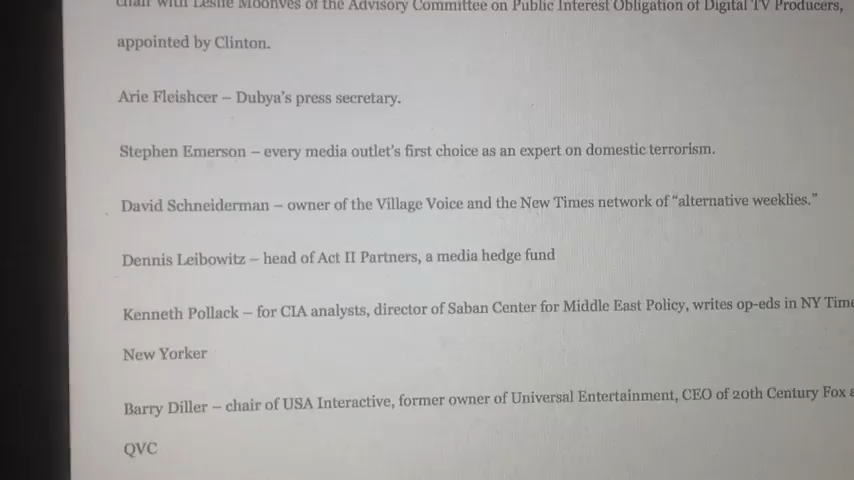 chair with Leslie Moonves of the Advisory Committee on Public Interest Obligation of Digital TV Producers,
appointed by Clinton.
Arie Fleishcer – Dubya's press secretary.
Stephen Emerson – every media outlet's first choice as an expert on domestic terrorism.
David Schneiderman – owner of the Village Voice and the New Times network of “alternative weeklies.”
Dennis Leibowitz – head of Act II Partners, a media hedge fund
Kenneth Pollack – for CIA analysts, director of Saban Center for Middle East Policy, writes op-eds in NY Time
New Yorker
Barry Diller – chair of USA Interactive, former owner of Universal Entertainment, CEO of 20th Century Fox
QVC